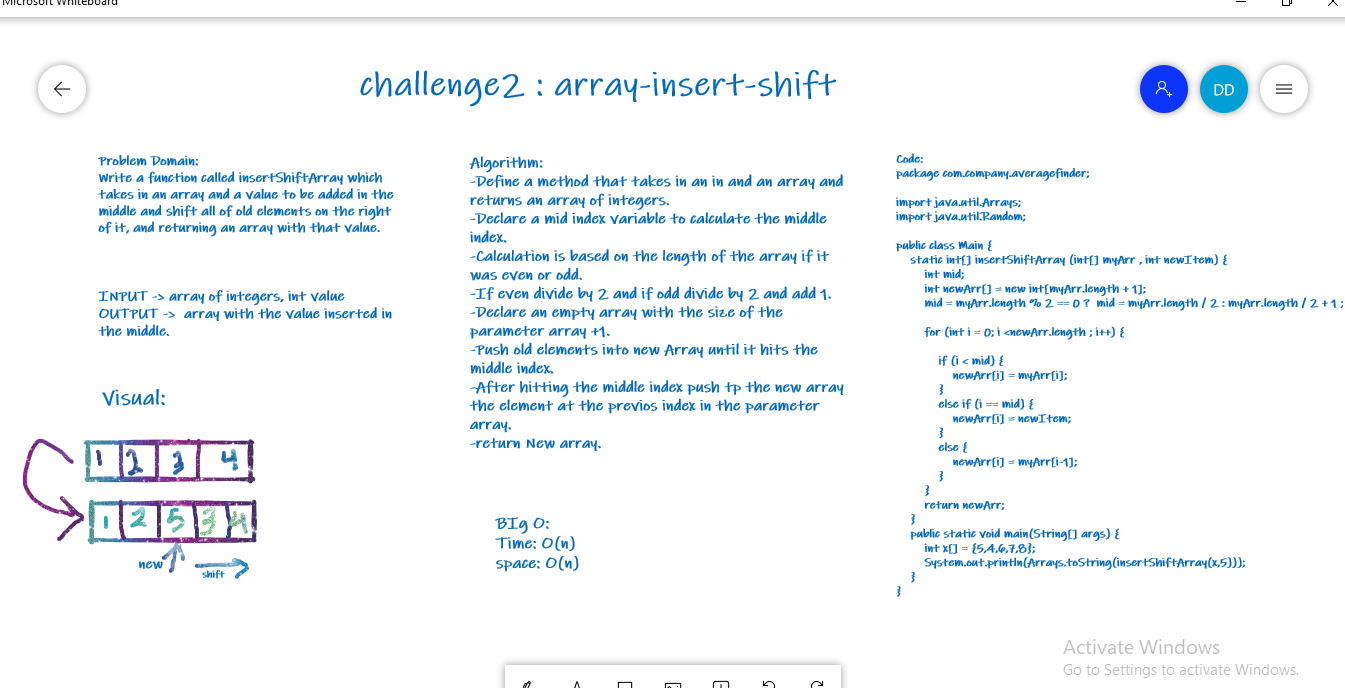 Microsoft Whiteboard
challenge2 : array-insert-shift
DD
Problem Domain:
Write a function called insertShiftArray which
takes in an array and a value to be added in the
middle and shift all of old elements on the right
of it, and returning an array with that value.
INPUT -> array of integers, int value
OUTPUT -> array with the value inserted in
the middle.
Visual:
1 2 3 4
1 2 5 3 4
new
shift
Algorithm:
-Define a method that takes in an in and an array and
returns an array of integers.
-Declare a mid index variable to calculate the middle
index.
-Calculation is based on the length of the array if it
was even or odd.
-If even divide by 2 and if odd divide by 2 and add 1.
-Declare an empty array with the size of the
parameter array +1.
-Push old elements into new Array until it hits the
middle index.
-After hitting the middle index push tp the new array
the element at the previos index in the parameter
array.
-return New array.
BIg O:
Time: O(n)
space: O(n)
Code:
package com.company.averagefinder;
import java.util.Arrays;
import java.util.Random;
public class Main {
static int[] insertShiftArray (int[] myArr , int newItem) {
int mid;
int newArr[] = new int[myArr.length + 1];
mid = myArr.length % 2 == 0 ? mid = myArr.length / 2 : myArr.length / 2 + 1 ;
for (int i = 0; i <newArr.length ; i++) {
if (i < mid) {
newArr[i] = myArr[i];
}
else if (i == mid) {
newArr[i] = newItem;
}
else {
newArr[i] = myArr[i-1];
}
}
return newArr;
}
public static void main(String[] args) {
int x[] = {5,4,6,7,8};
System.out.println(Arrays.toString(insertShiftArray(x,5)));
}
}
Activate Windows
Go to Settings to activate Windows.